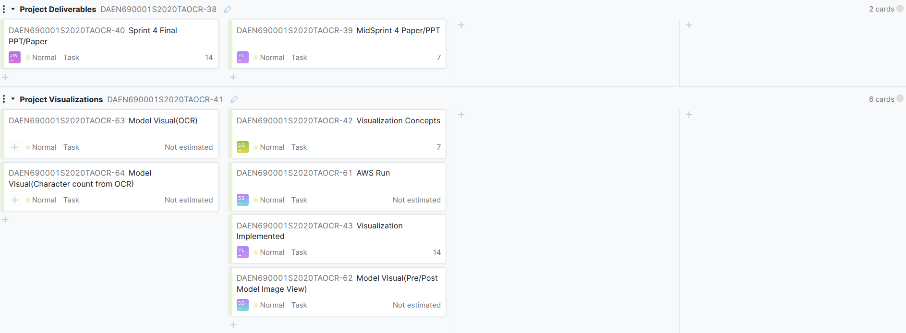 Project Deliverables DAEN690001S2020TAOCR-38
2 cards
DAEN690001S2020TAOCR-40 Sprint 4 Final
PPT/Paper
Normal Task 14
DAEN690001S2020TAOCR-39 MidSprint 4 Paper/PPT
Normal Task 7
Project Visualizations DAEN690001S2020TAOCR-41
6 cards
DAEN690001S2020TAOCR-63 Model Visual(OCR)
Normal Task Not estimated
DAEN690001S2020TAOCR-64 Model
Visual(Character count from OCR)
Normal Task Not estimated
DAEN690001S2020TAOCR-42 Visualization Concepts
Normal Task 7
DAEN690001S2020TAOCR-61 AWS Run
Normal Task Not estimated
DAEN690001S2020TAOCR-43 Visualization
Implemented
Normal Task 14
DAEN690001S2020TAOCR-62 Model Visual(Pre/Post
Model Image View)
Normal Task Not estimated